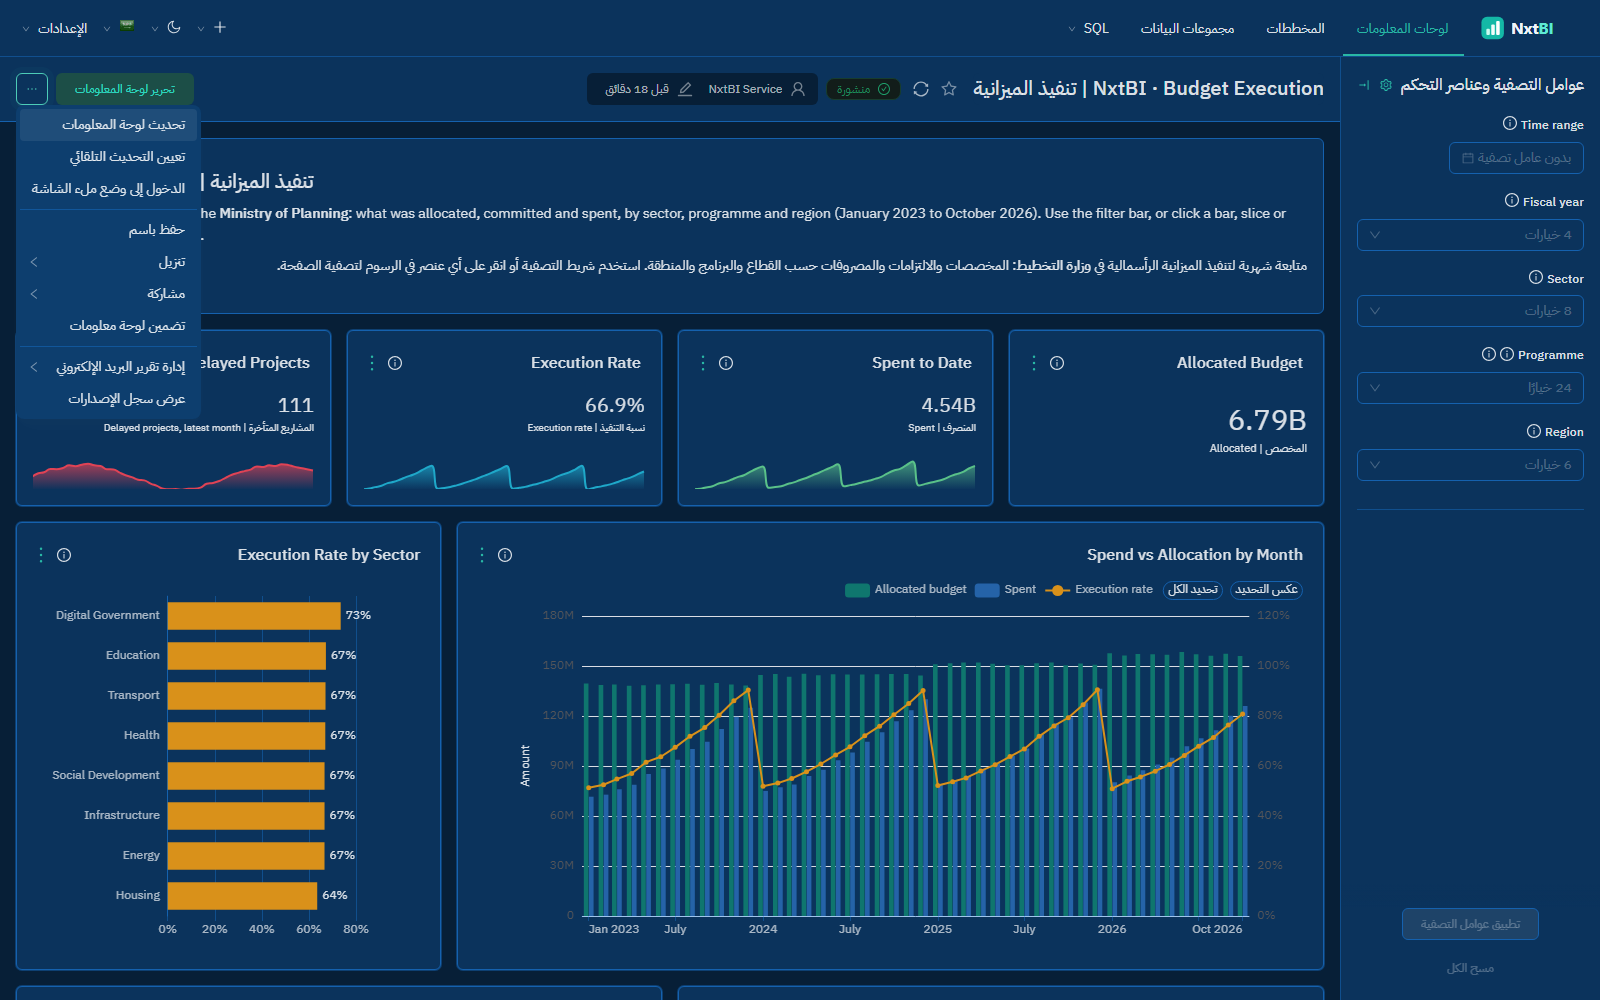 NxtBI
لوحات المعلومات
المخططات
مجموعات البيانات
SQL
الإعدادات
عوامل التصفية وعناصر التحكم
Time range
بدون عامل تصفية
Fiscal year
4 خيارات
Sector
8 خيارات
Programme
24 خيارًا
Region
6 خيارات
تطبيق عوامل التصفية
مسح الكل
NxtBI · Budget Execution | تنفيذ الميزانية
منشورة
NxtBI Service
قبل 18 دقائق
تحرير لوحة المعلومات
...
تحديث لوحة المعلومات
تعيين التحديث التلقائي
الدخول إلى وضع ملء الشاشة
حفظ باسم
تنزيل
مشاركة
تضمين لوحة معلومات
إدارة تقرير البريد الإلكتروني
عرض سجل الإصدارات
تنفيذ الميزانية |
he Ministry of Planning: what was allocated, committed and spent, by sector, programme and region (January 2023 to October 2026). Use the filter bar, or click a bar, slice or
.
متابعة شهرية لتنفيذ الميزانية الرأسمالية في وزارة التخطيط: المخصصات والالتزامات والمصروفات حسب القطاع والبرنامج والمنطقة. استخدم شريط التصفية أو انقر على أي عنصر في الرسوم لتصفية الصفحة.
Allocated Budget
6.79B
Allocated | المخصص
Spent to Date
4.54B
Spent | المنصرف
Execution Rate
66.9%
Execution rate | نسبة التنفيذ
elayed Projects
111
Delayed projects, latest month | المشاريع المتأخرة
Spend vs Allocation by Month
Allocated budget
Spent
Execution rate
تحديد الكل
عكس التحديد
180M
150M
120M
90M
60M
30M
0
Amount
120%
100%
80%
60%
40%
20%
0%
Jan 2023
July
2024
July
2025
July
2026
Oct 2026
Execution Rate by Sector
Digital Government 73%
Education 67%
Transport 67%
Health 67%
Social Development 67%
Infrastructure 67%
Energy 67%
Housing 64%
0% 20% 40% 60% 80%